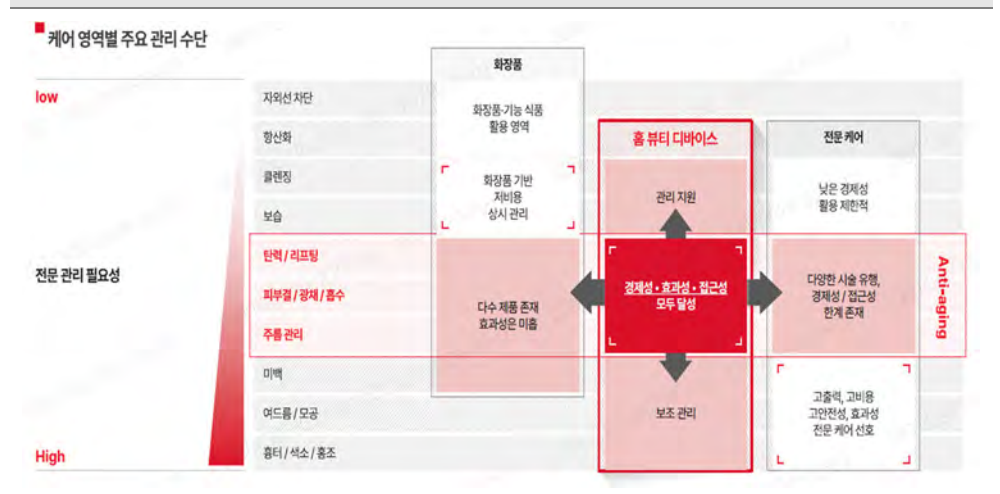 케어 영역별 주요 관리 수단
low
전문 관리 필요성
High
자외선 차단
항산화
클렌징
보습
탄력 / 리프팅
피부결 / 광채 / 흡수
주름 관리
미백
여드름 / 모공
흉터 / 색소 / 홍조
화장품
화장품·기능 식품
활용 영역
화장품 기반
저비용
상시 관리
다수 제품 존재
효과성은 미흡
홈 뷰티 디바이스
관리 지원
경제성 • 효과성 • 접근성
모두 달성
보조 관리
전문 케어
낮은 경제성
활용 제한적
다양한 시술 유행,
경제성 / 접근성
한계 존재
고출력, 고비용
고안전성, 효과성
전문 케어 선호
Anti-aging